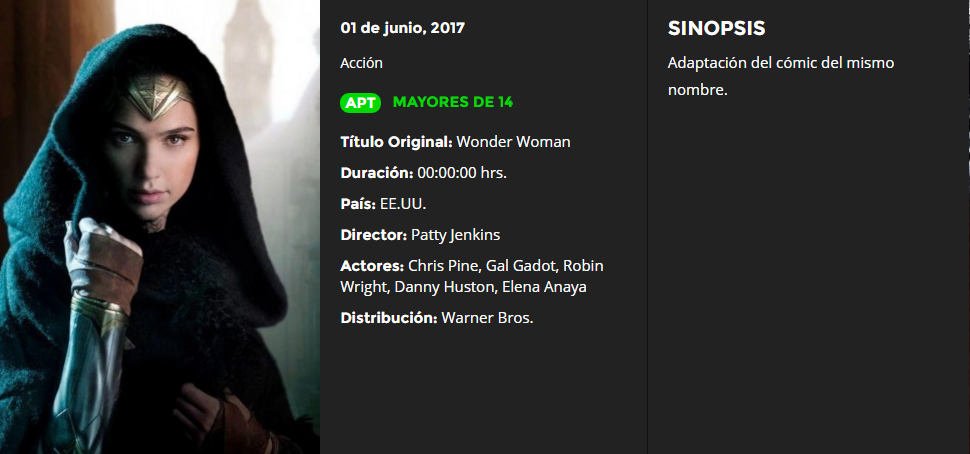 01 de junio, 2017
Acción
APT MAYORES DE 14
Título Original: Wonder Woman
Duración: 00:00:00 hrs.
País: EE.UU.
Director: Patty Jenkins
Actores: Chris Pine, Gal Gadot, Robin
Wright, Danny Huston, Elena Anaya
Distribución: Warner Bros.
SINOPSIS
Adaptación del cómic del mismo
nombre.